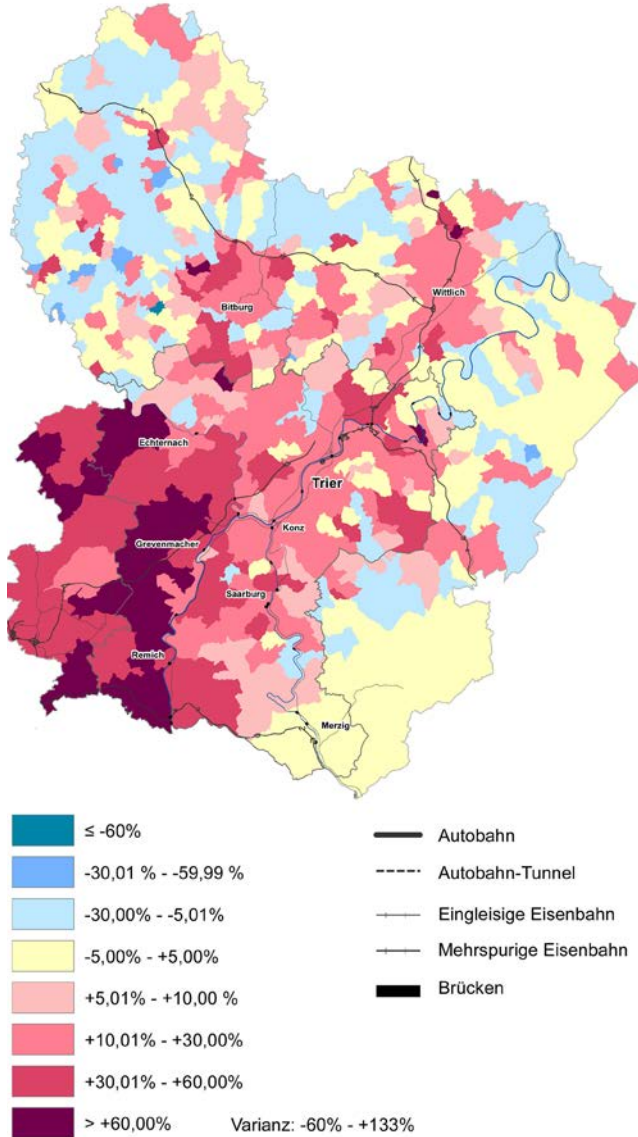 Bitburg
Wittlich
Echternach
Trier
Grevenmacher
Konz
Saarburg
Remich
Merzig
≤ -60%
-30,01 % - -59,99 %
-30,00% - -5,01%
-5,00% - +5,00%
+5,01% - +10,00 %
+10,01% - +30,00%
+30,01% - +60,00%
> +60,00%
Varianz: -60% - +133%
Autobahn
Autobahn-Tunnel
Eingleisige Eisenbahn
Mehrspurige Eisenbahn
Brücken